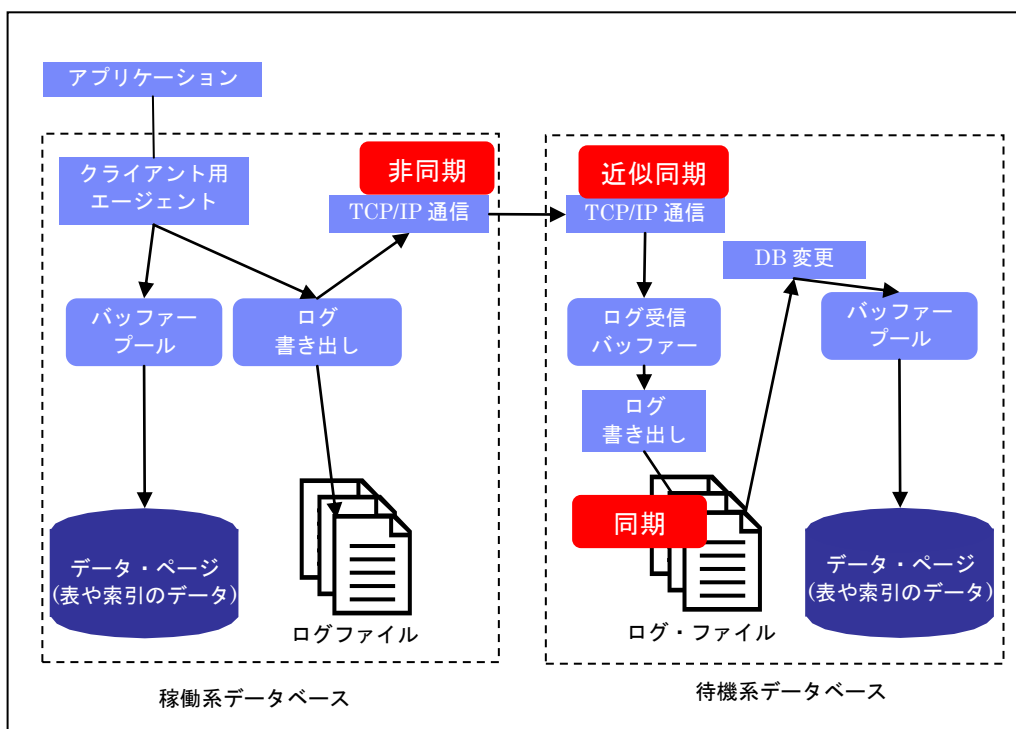 アプリケーション
クライアント用
エージェント
非同期
TCP/IP 通信
バッファー
プール
ログ
書き出し
データ・ページ
(表や索引のデータ)
ログファイル
稼働系データベース
近似同期
TCP/IP 通信
DB 変更
ログ受信
バッファー
バッファー
プール
ログ
書き出し
同期
データ・ページ
(表や索引のデータ)
ログ・ファイル
待機系データベース